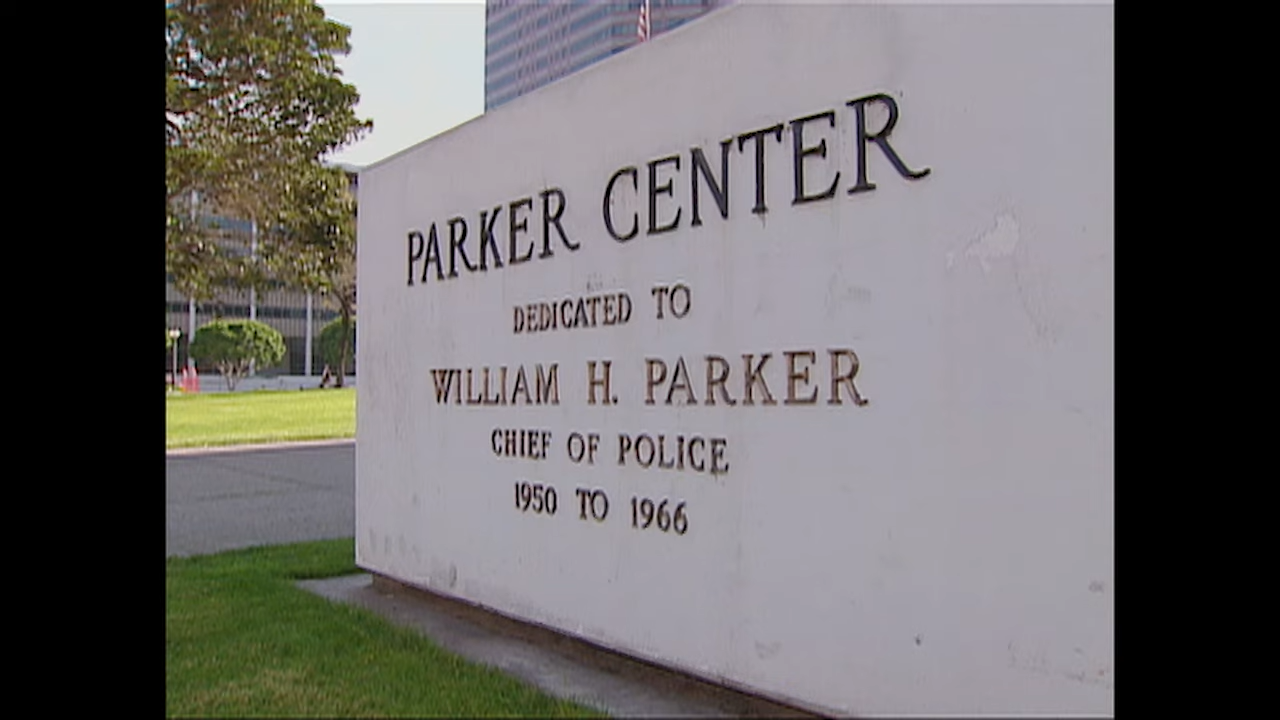 PARKER CENTER
DEDICATED TO
WILLIAM H. PARKER
CHIEF OF POLICE
1950 TO 1966